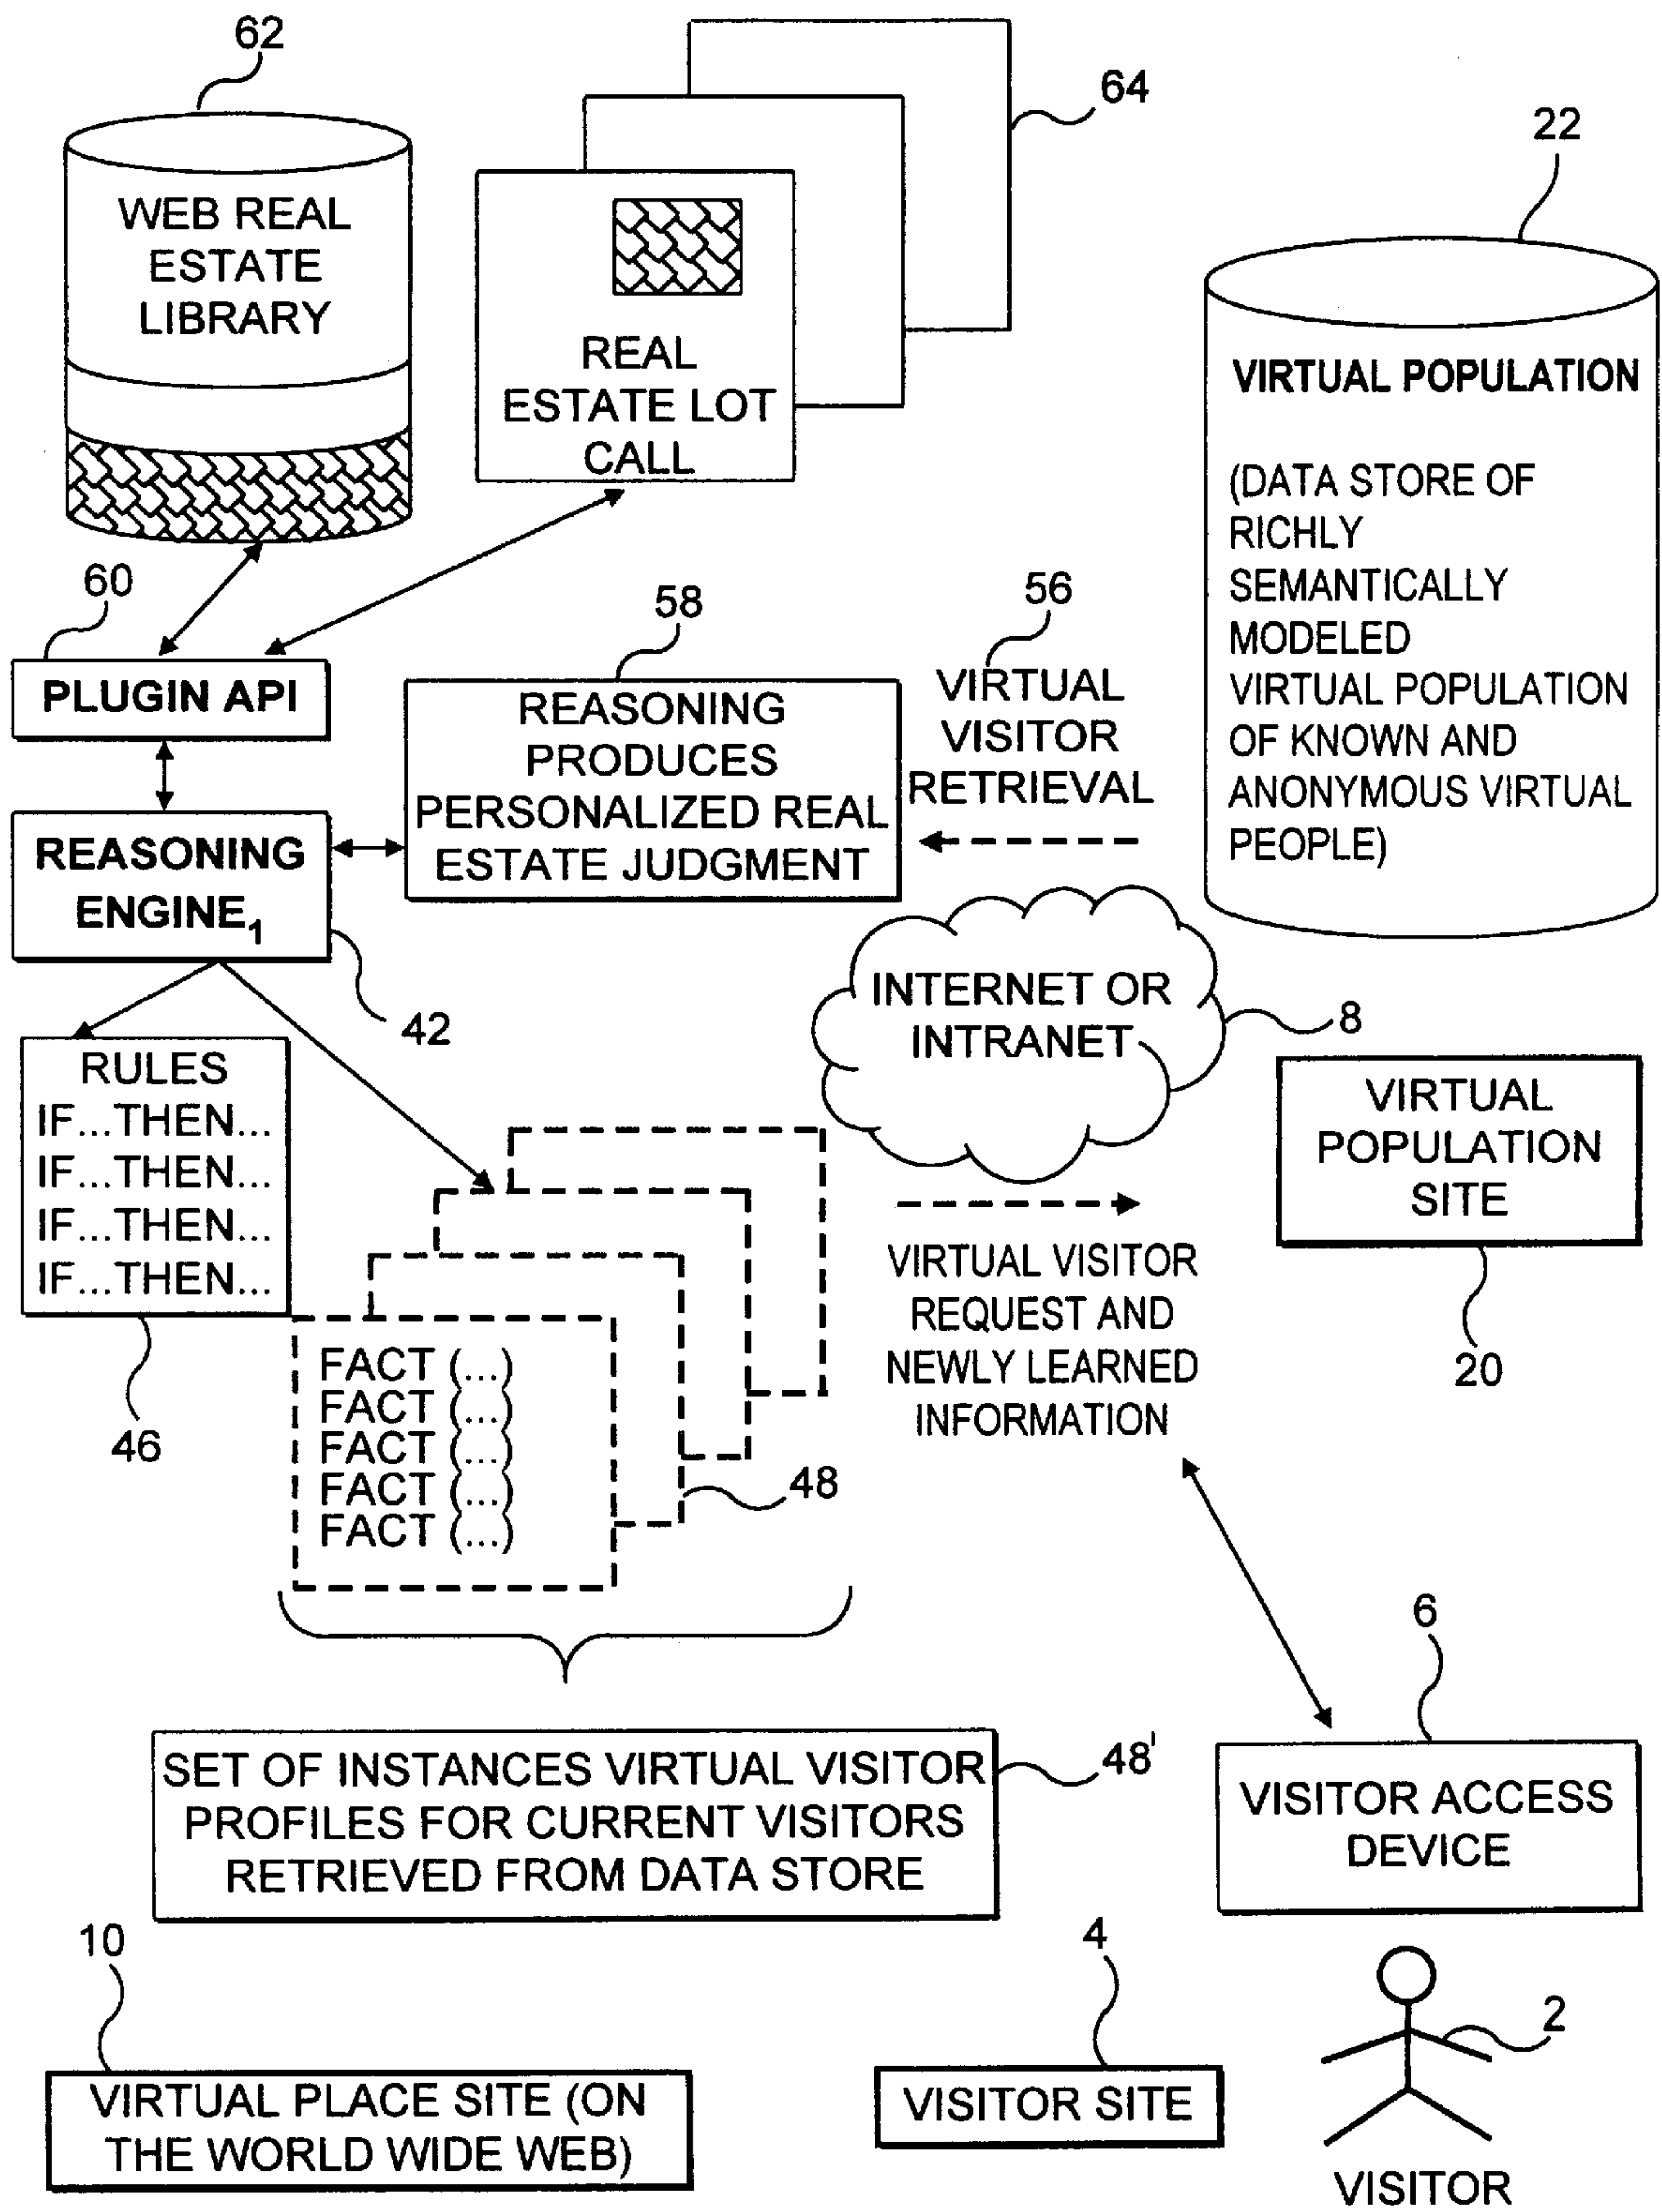 62
64
22
WEB REAL
ESTATE
LIBRARY
REAL
ESTATE LOT
CALL
VIRTUAL POPULATION
(DATA STORE OF
RICHLY
SEMANTICALLY
MODELED
VIRTUAL POPULATION
OF KNOWN AND
ANONYMOUS VIRTUAL
PEOPLE)
60
PLUGIN API
58
REASONING
PRODUCES
PERSONALIZED REAL
ESTATE JUDGMENT
56
VIRTUAL
VISITOR
RETRIEVAL
REASONING
ENGINE1
42
INTERNET OR
INTRANET
8
RULES
IF...THEN...
IF...THEN...
IF...THEN...
IF...THEN...
46
VIRTUAL
POPULATION
SITE
20
VIRTUAL VISITOR
REQUEST AND
NEWLY LEARNED
INFORMATION
FACT (...)
FACT (...)
FACT (...)
FACT (...)
FACT (...)
48
6
SET OF INSTANCES VIRTUAL VISITOR
PROFILES FOR CURRENT VISITORS
RETRIEVED FROM DATA STORE
48'
VISITOR ACCESS
DEVICE
10
VIRTUAL PLACE SITE (ON
THE WORLD WIDE WEB)
4
VISITOR SITE
2
VISITOR